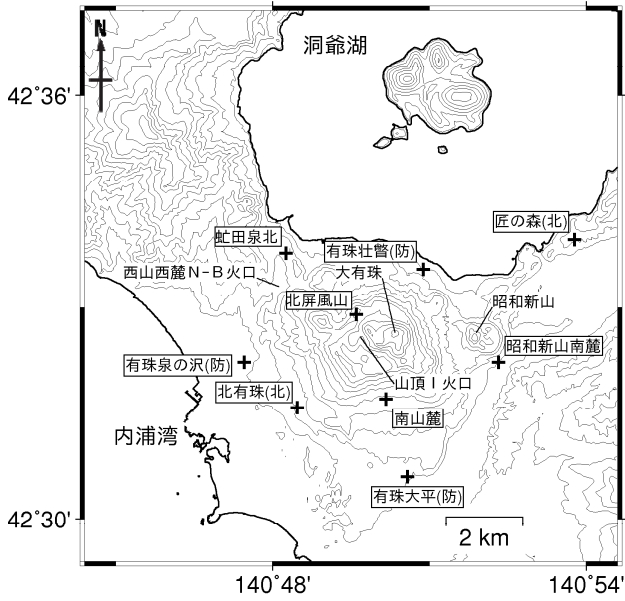 N
洞爺湖
42˚36'
匠の森(北)
虻田泉北
有珠壮瞥(防)
大有珠
西山西麓N-B火口
北屏風山
昭和新山
昭和新山南麓
有珠泉の沢(防)
山頂I火口
北有珠(北)
南山麓
内浦湾
有珠大平(防)
42˚30'
2 km
140˚48'
140˚54'